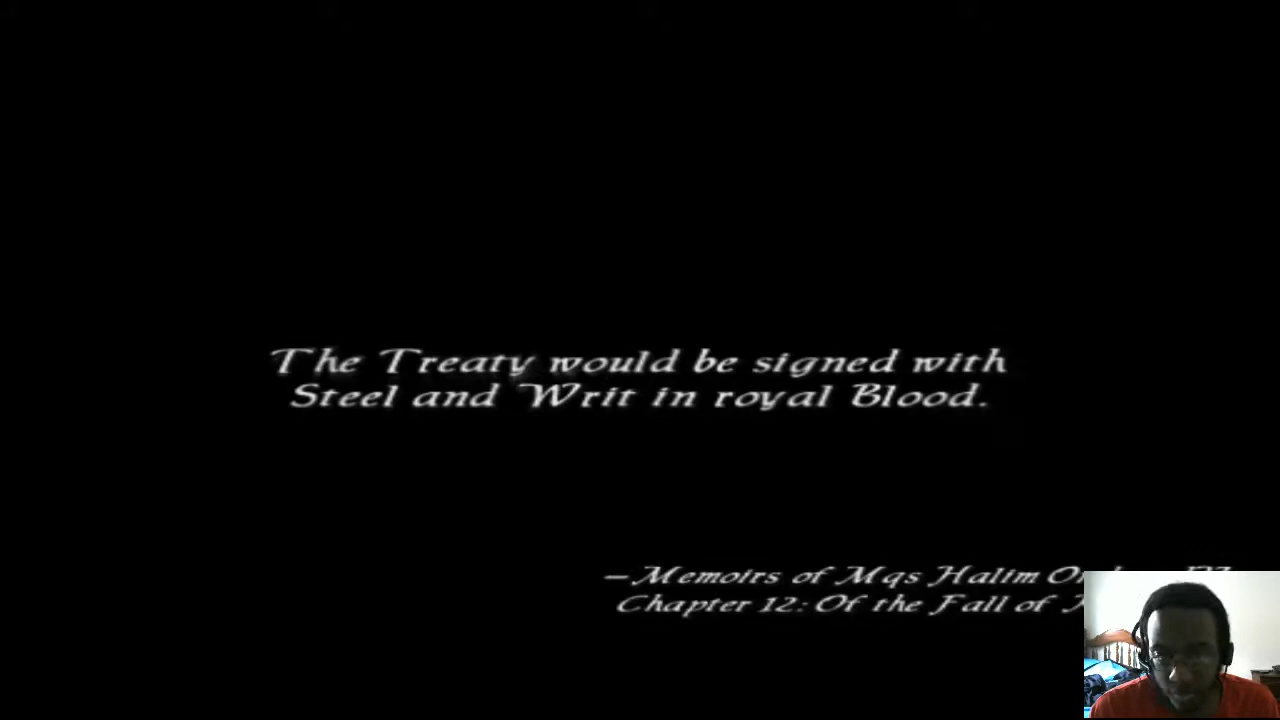 The Treaty would be signed with
Steel and Writ in royal Blood.
—Memoirs of Mqs Halim
Chapter 12: Of the Fall of